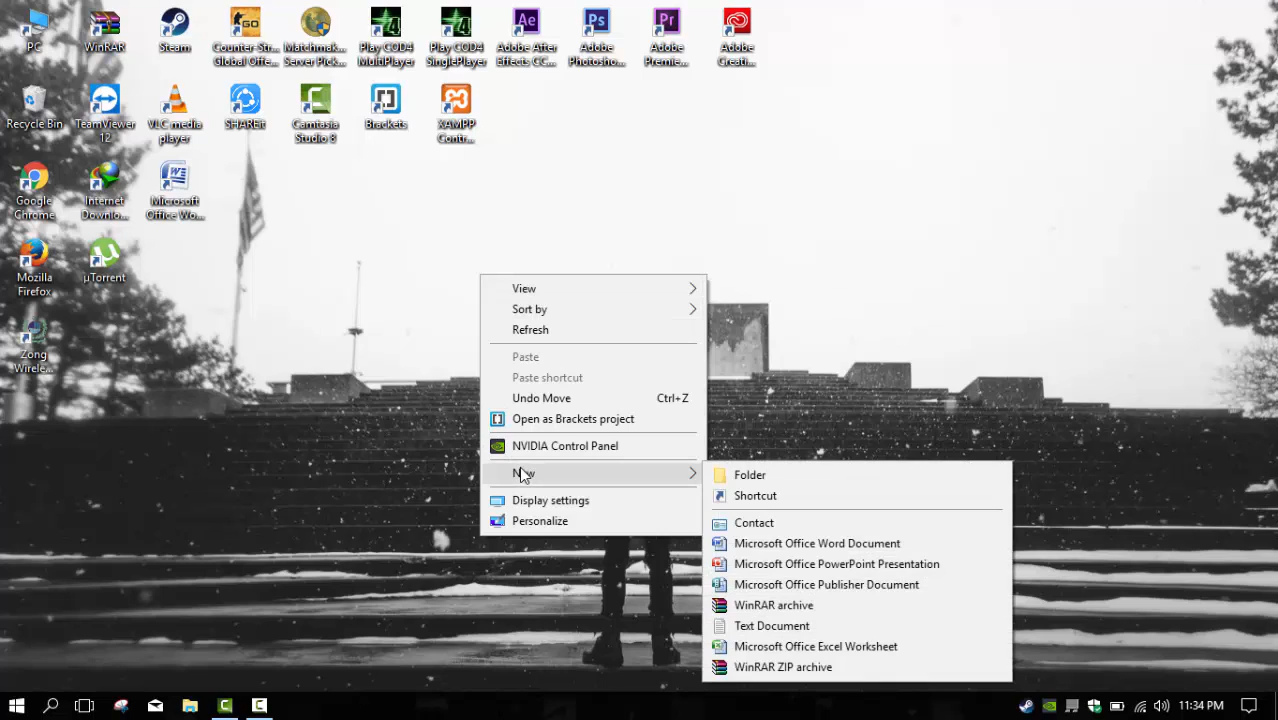 PC
WinRAR
Steam
Counter-Str...
Global Offe...
Matchmak...
Server Pick...
Play COD4
MultiPlayer
Play COD4
SinglePlayer
Adobe After
Effects CC...
Adobe
Photosho...
Adobe
Premie...
Adobe
Creati...
Recycle Bin
TeamViewer
12
VLC media
player
SHAREit
Camtasia
Studio 8
Brackets
XAMPP
Contr...
Google
Chrome
Internet
Downlo...
Microsoft
Office Wo...
Mozilla
Firefox
µTorrent
Zong
Wirele...
View
Sort by
Refresh
Paste
Paste shortcut
Undo Move Ctrl+Z
Open as Brackets project
NVIDIA Control Panel
New
Display settings
Personalize
Folder
Shortcut
Contact
Microsoft Office Word Document
Microsoft Office PowerPoint Presentation
Microsoft Office Publisher Document
WinRAR archive
Text Document
Microsoft Office Excel Worksheet
WinRAR ZIP archive
11:34 PM